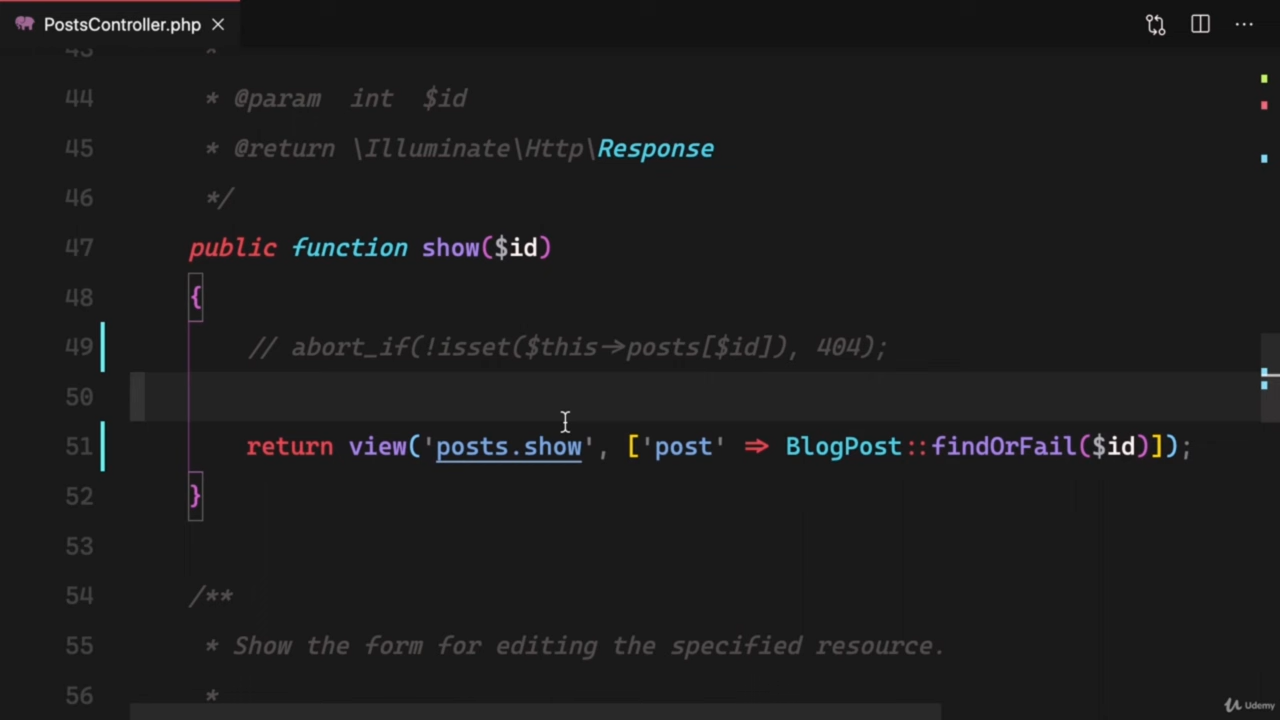 PostsController.php
43 *
44 * @param int $id
45 * @return \Illuminate\Http\Response
46 */
47 public function show($id)
48 {
49 // abort_if(!isset($this->posts[$id]), 404);
50
51 return view('posts.show', ['post' => BlogPost::findOrFail($id)]);
52 }
53
54 /**
55 * Show the form for editing the specified resource.
56 *
Udemy